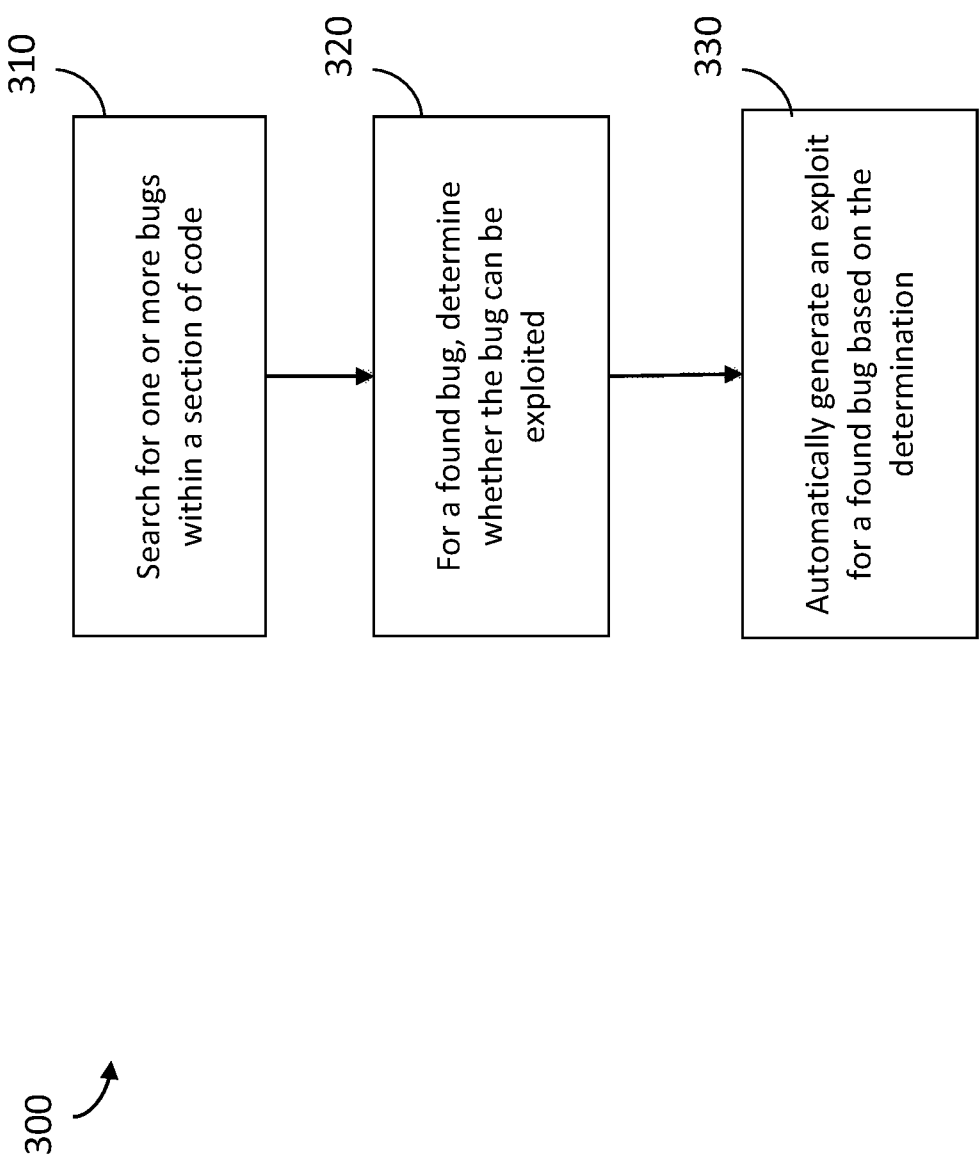 300
310
Search for one or more bugs
within a section of code
320
For a found bug, determine
whether the bug can be
exploited
330
Automatically generate an exploit
for a found bug based on the
determination